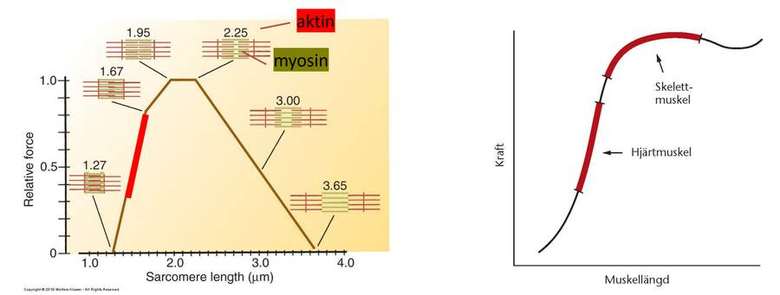 aktin
myosin
1.95
2.25
1.67
3.00
1.27
3.65
Relative force
1.0
0.5
0
1.0
2.0
3.0
4.0
Sarcomere length (μm)
Kraft
Skelett-
muskel
Hjärtmuskel
Muskellängd